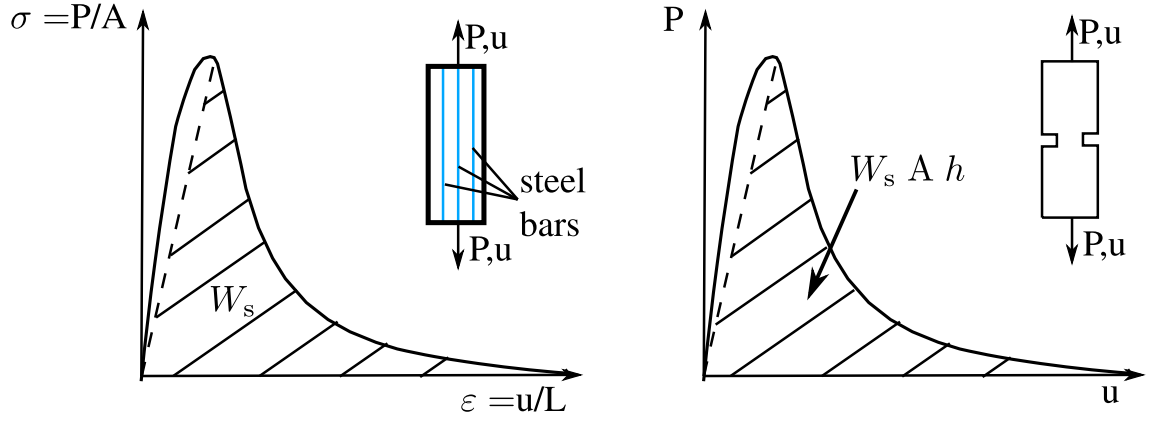 σ =P/A
P,u
steel
bars
P,u
W_s
ε =u/L
P
P,u
W_s A h
P,u
u